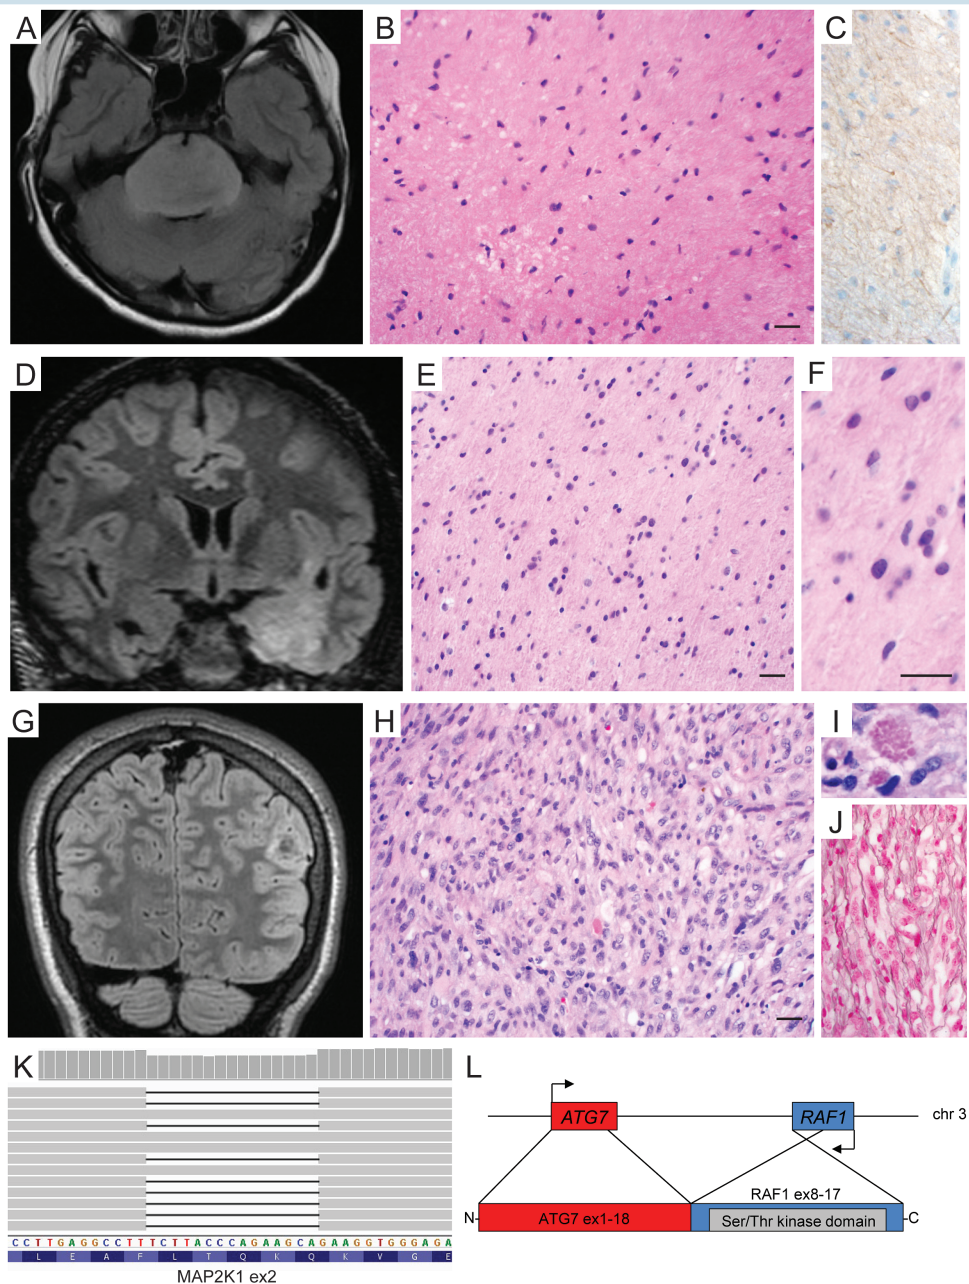 A
B
C
D
E
F
G
H
I
J
K
CCTTGAGGCCTTTCTTACCCAGAAGCAGAAGGTGGGAGA
L E A F L T Q K Q K V G E
MAP2K1 ex2
L
ATG7
RAF1
chr 3
RAF1 ex8-17
N
ATG7 ex1-18
Ser/Thr kinase domain
C